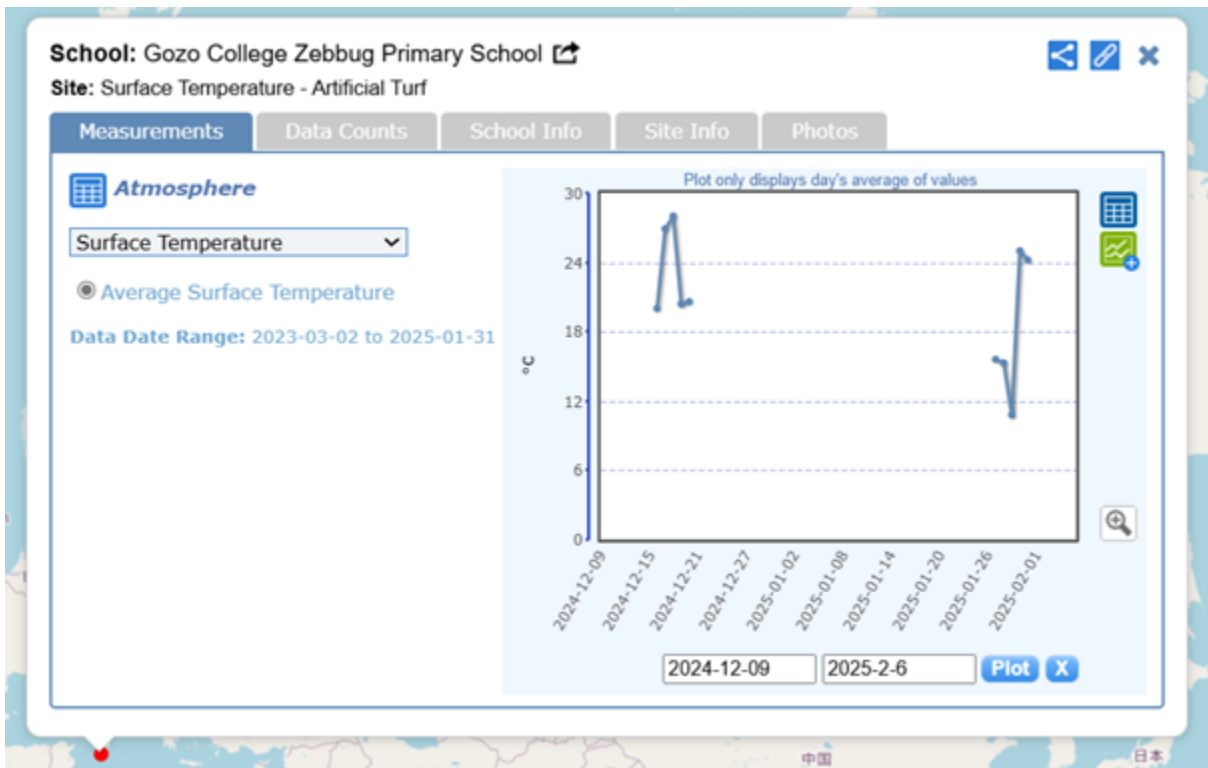 School: Gozo College Zebbug Primary School
Site: Surface Temperature - Artificial Turf
Measurements
Data Counts
School Info
Site Info
Photos
Atmosphere
Surface Temperature
Average Surface Temperature
Data Date Range: 2023-03-02 to 2025-01-31
Plot only displays day's average of values
30
24
18
12
6
0
°C
2024-12-09
2024-12-15
2024-12-21
2024-12-27
2025-01-02
2025-01-08
2025-01-14
2025-01-20
2025-01-26
2025-02-01
2024-12-09
2025-2-6
Plot
X
中国
日本